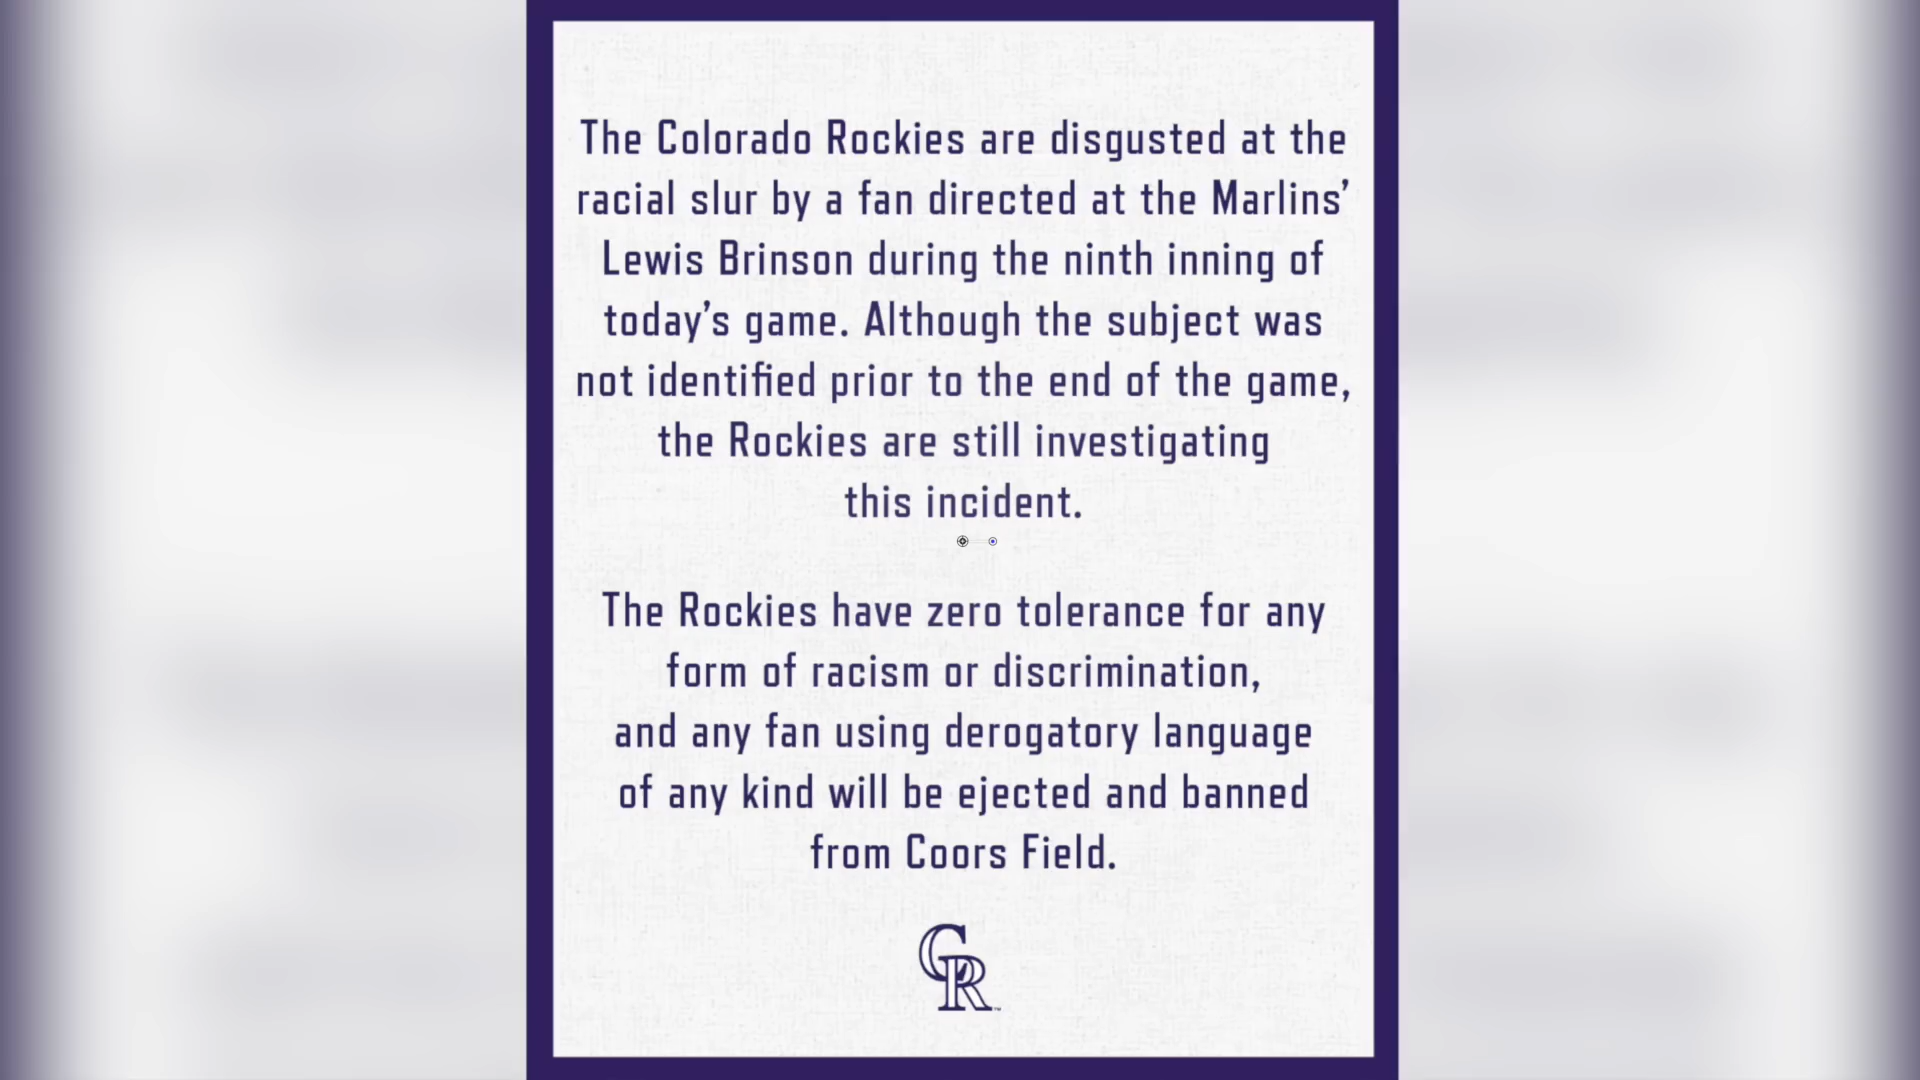 The Colorado Rockies are disgusted at the
racial slur by a fan directed at the Marlins’
Lewis Brinson during the ninth inning of
today’s game. Although the subject was
not identified prior to the end of the game,
the Rockies are still investigating
this incident.
The Rockies have zero tolerance for any
form of racism or discrimination,
and any fan using derogatory language
of any kind will be ejected and banned
from Coors Field.
CR™